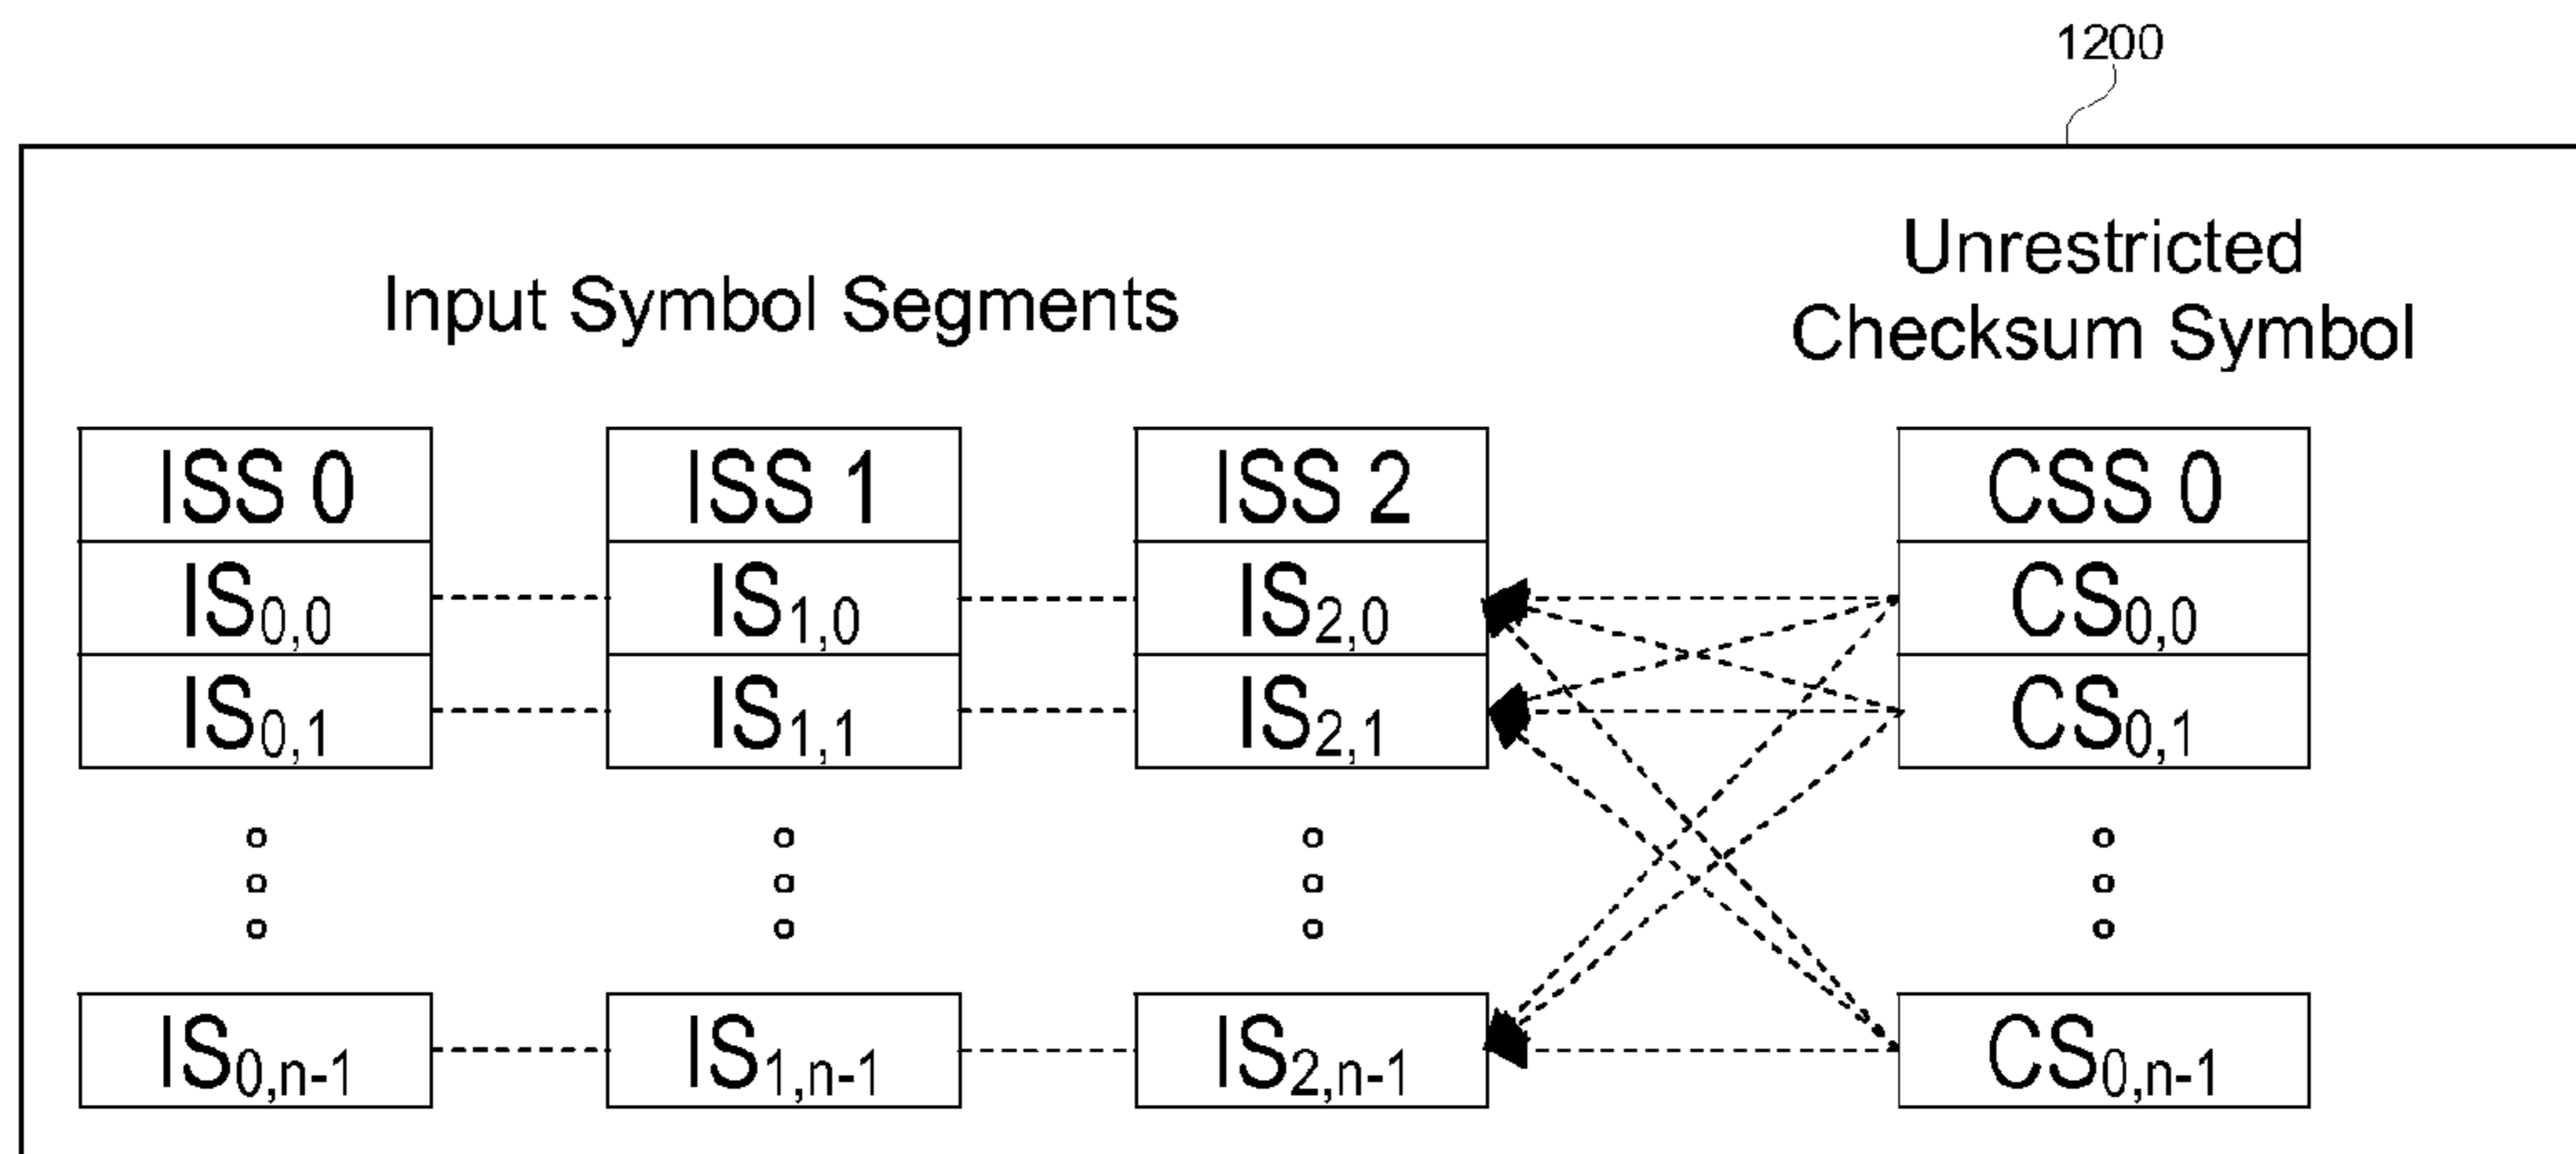 1200
Input Symbol Segments
Unrestricted
Checksum Symbol
ISS 0 ISS 1 ISS 2 CSS 0
IS0,0 IS1,0 IS2,0 CS0,0
IS0,1 IS1,1 IS2,1 CS0,1
IS0,n-1 IS1,n-1 IS2,n-1 CS0,n-1